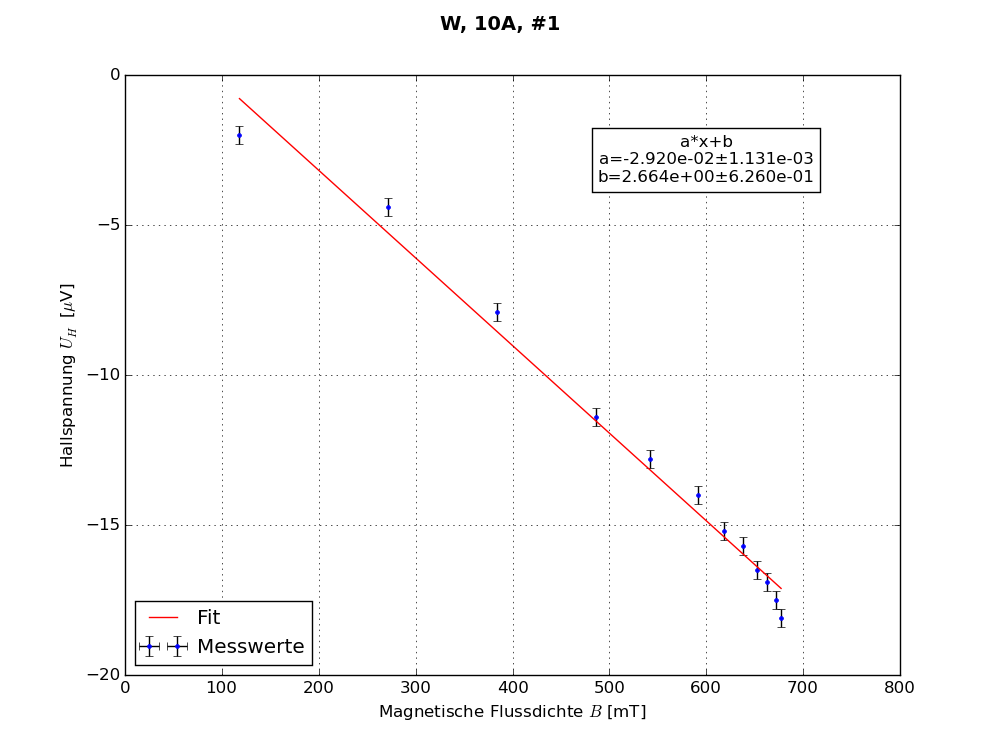 W, 10A, #1
0
−5
−10
−15
−20
Hallspannung U_H [μV]
a*x+b
a=-2.920e-02±1.131e-03
b=2.664e+00±6.260e-01
Fit
Messwerte
0 100 200 300 400 500 600 700 800
Magnetische Flussdichte B [mT]